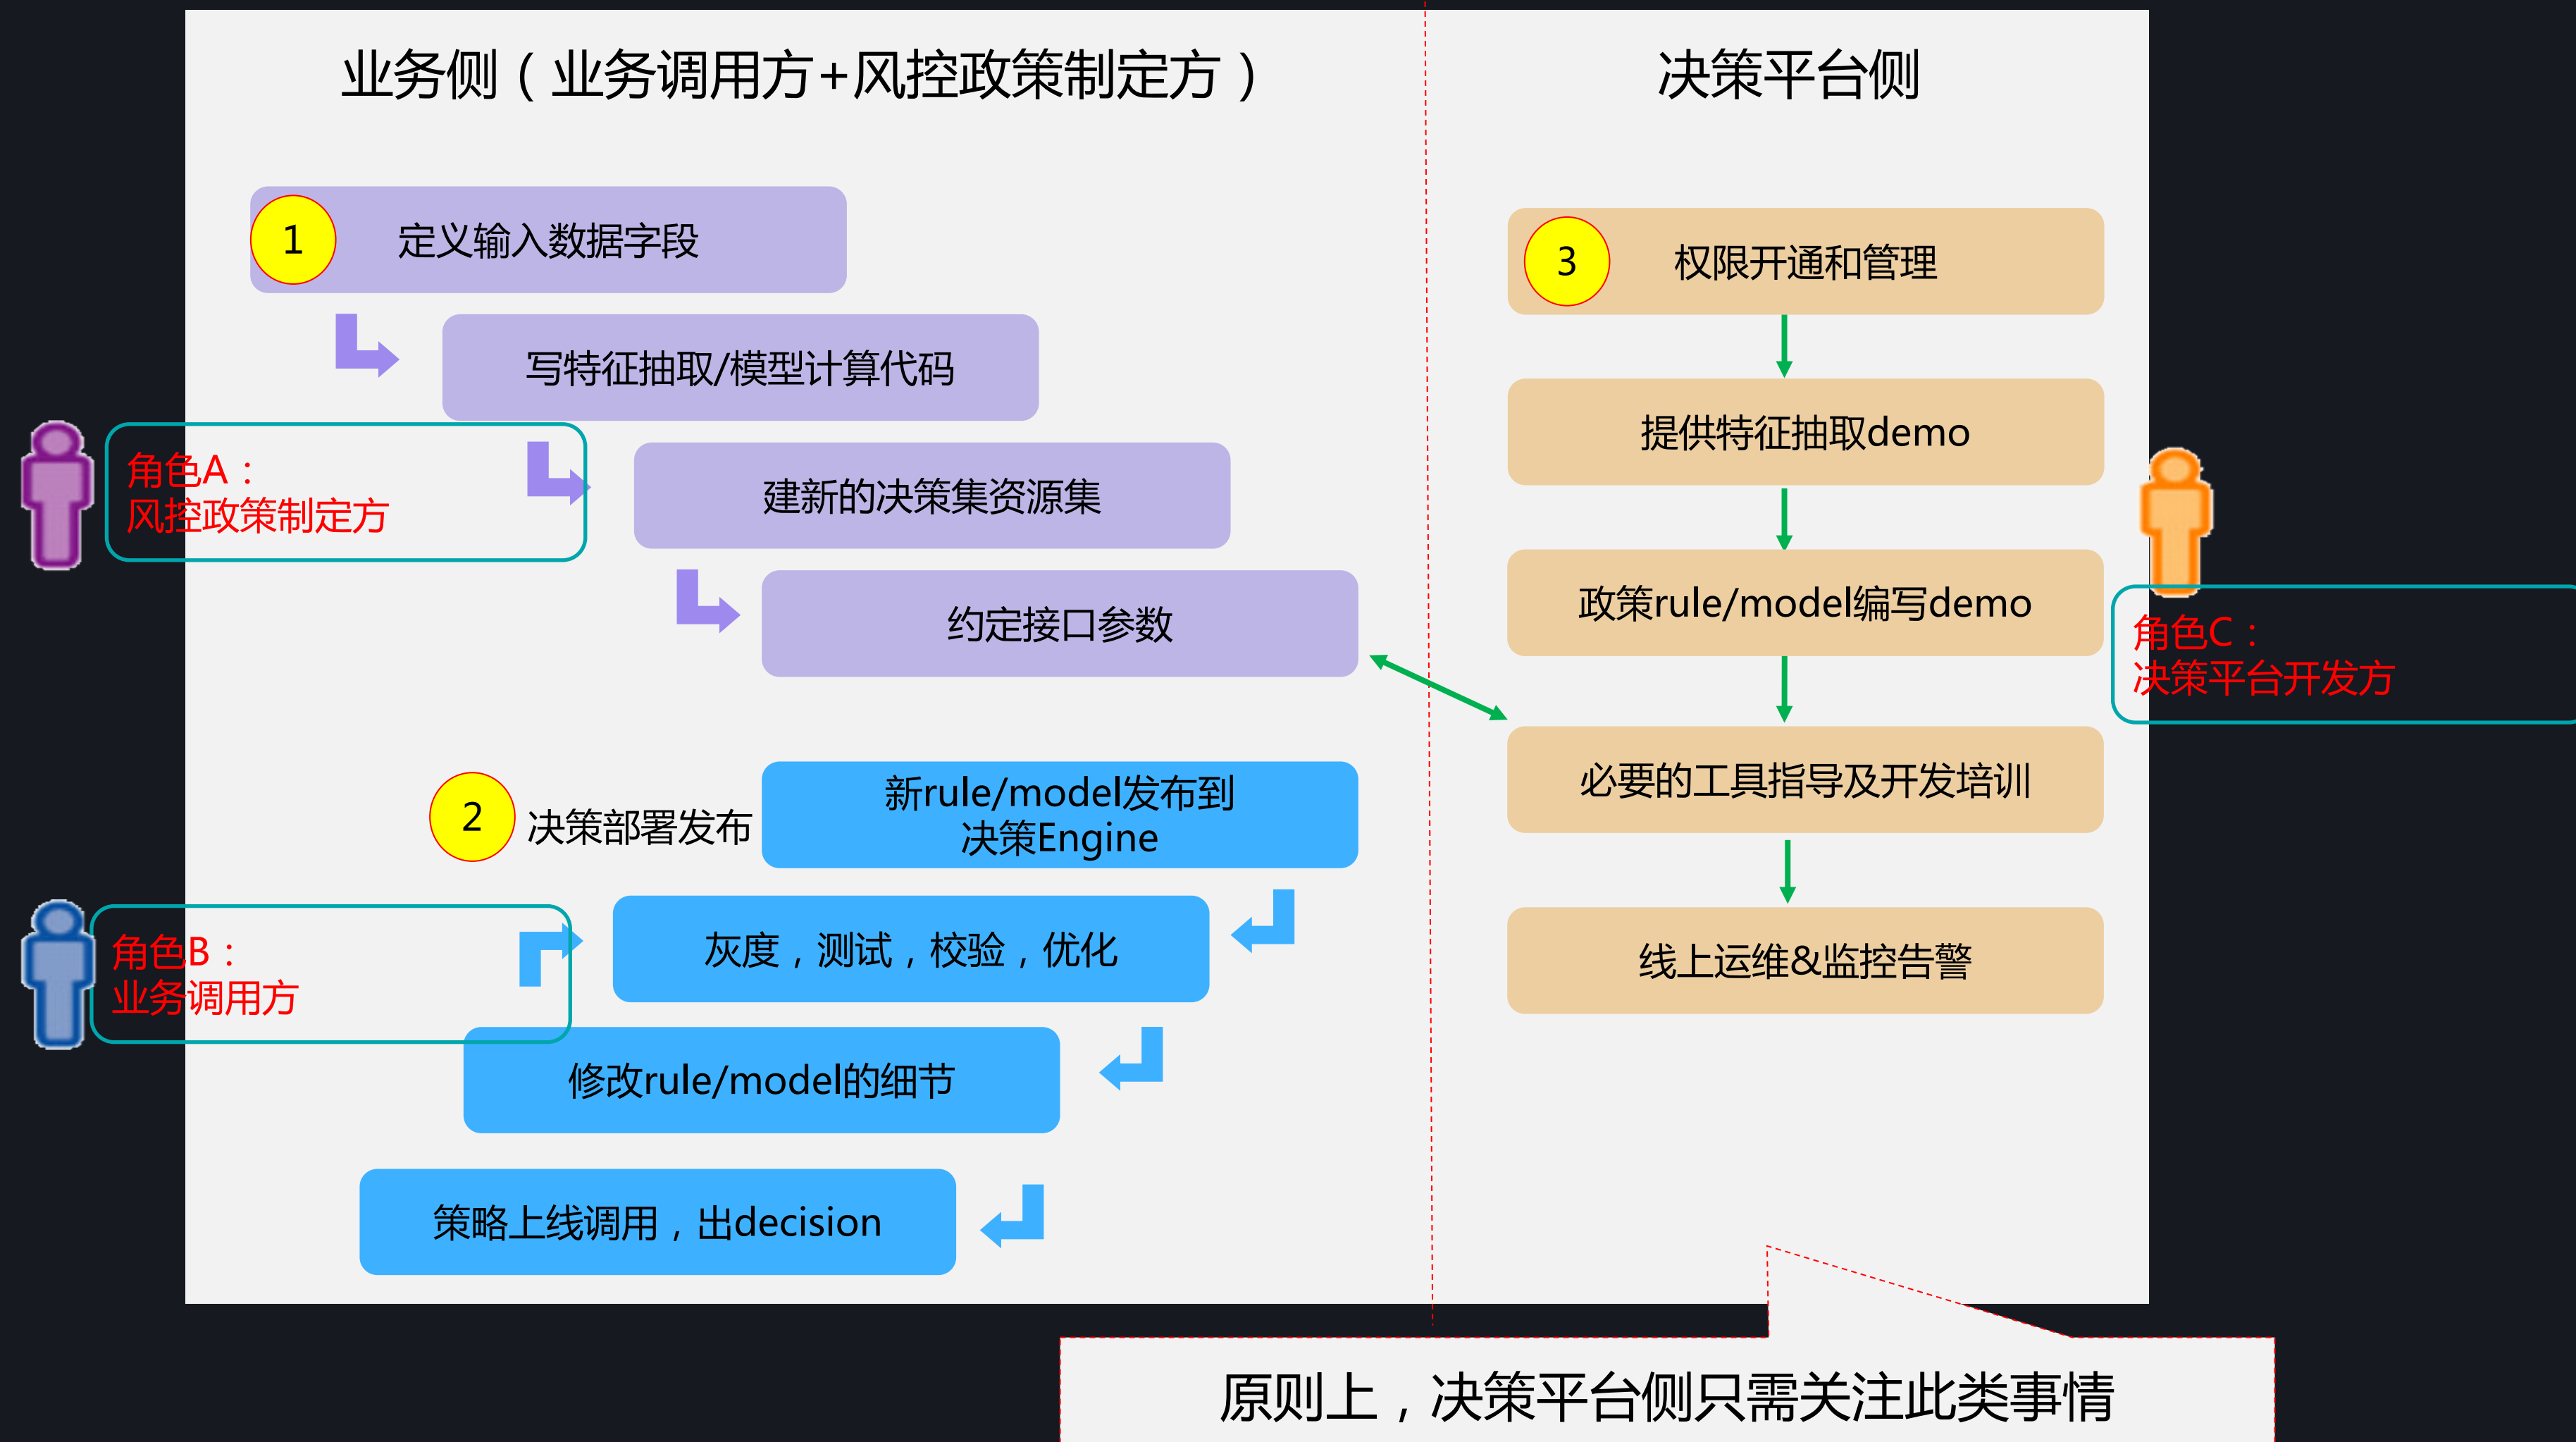 业务侧（业务调用方+风控政策制定方）
1
定义输入数据字段
写特征抽取/模型计算代码
角色A：
风控政策制定方
建新的决策集资源集
约定接口参数
2
决策部署发布
新rule/model发布到
决策Engine
角色B：
业务调用方
灰度，测试，校验，优化
修改rule/model的细节
策略上线调用，出decision
决策平台侧
3
权限开通和管理
提供特征抽取demo
政策rule/model编写demo
角色C：
决策平台开发方
必要的工具指导及开发培训
线上运维&监控告警
原则上，决策平台侧只需关注此类事情